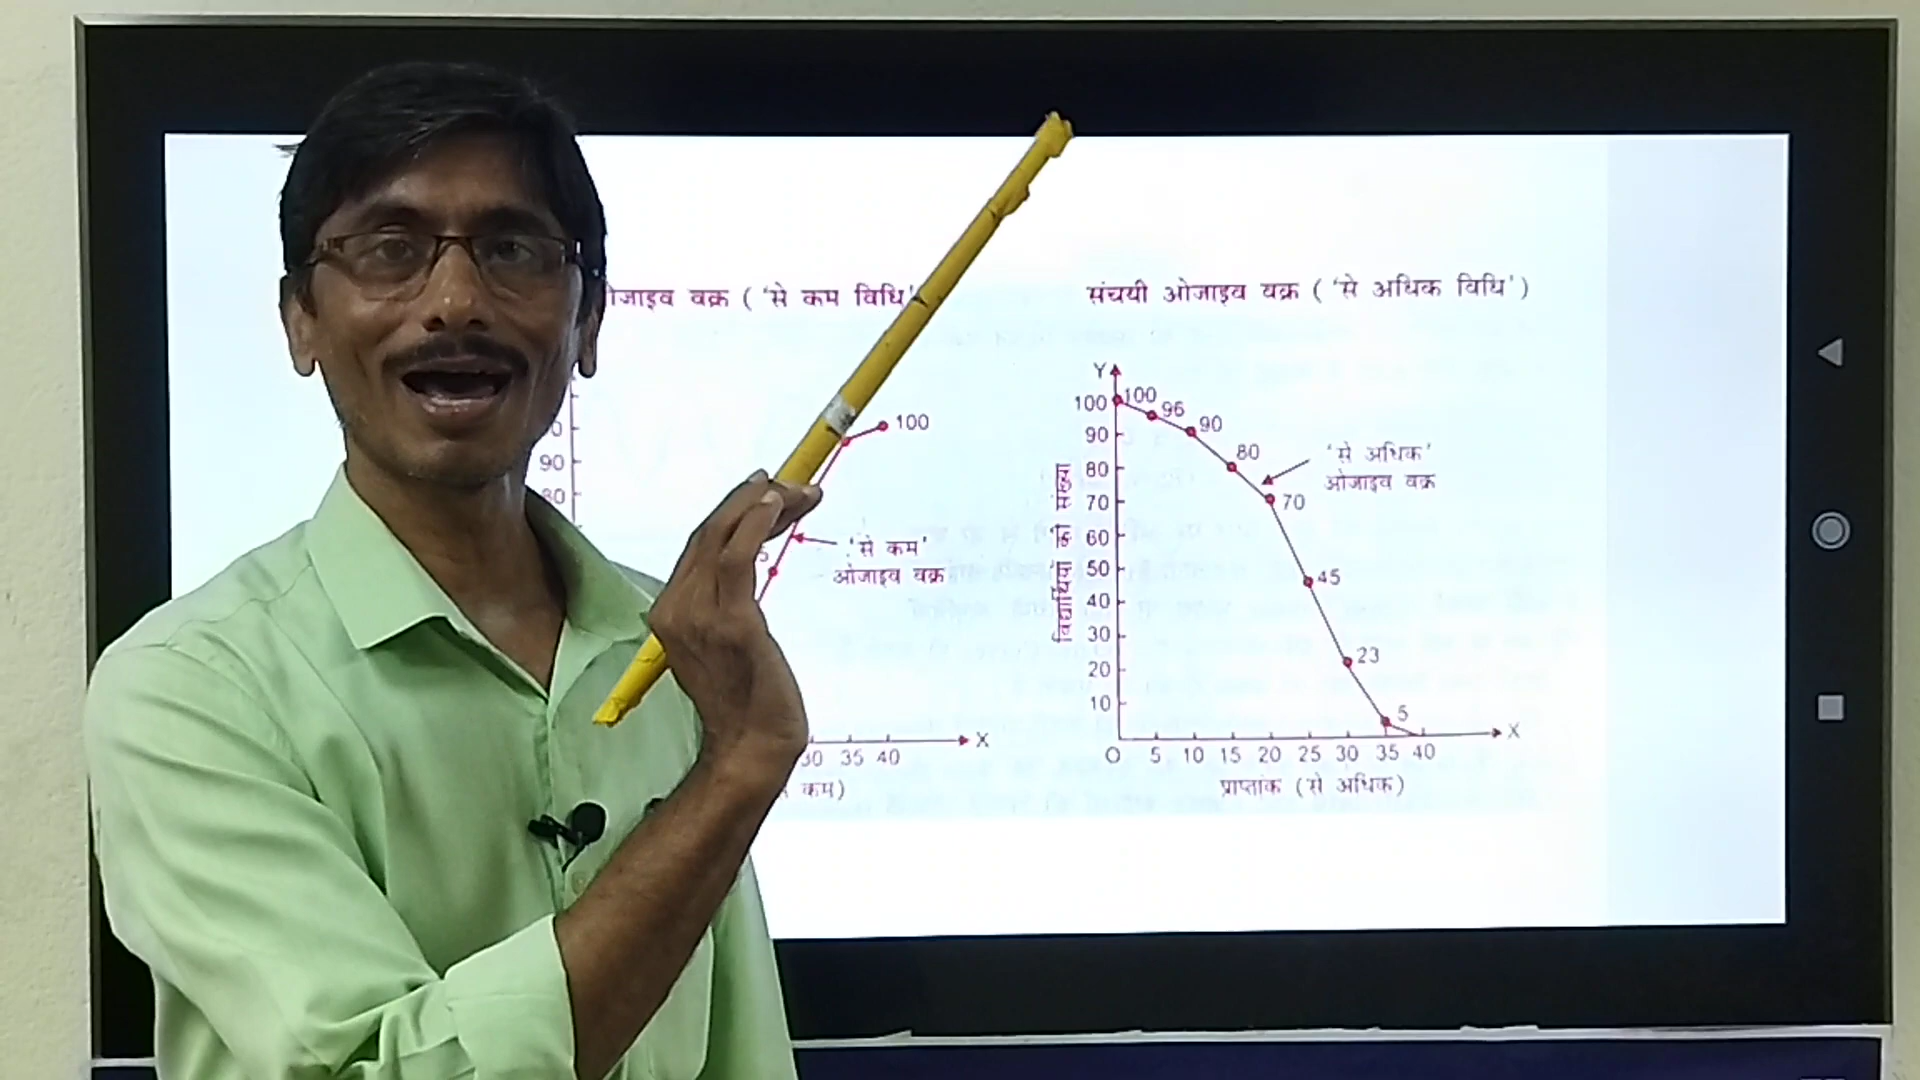 ओजाइव वक्र ( 'से कम विधि'
100
90
80
5
'से कम'
ओजाइव वक्र
X
30 35 40
से कम)
संचयी ओजाइव वक्र ( 'से अधिक विधि')
Y
100
90
80
70
60
50
40
30
20
10
100
96
90
80
70
45
23
5
'से अधिक'
ओजाइव वक्र
विद्यार्थियों की संख्या
X
O 5 10 15 20 25 30 35 40
प्राप्तांक (से अधिक)